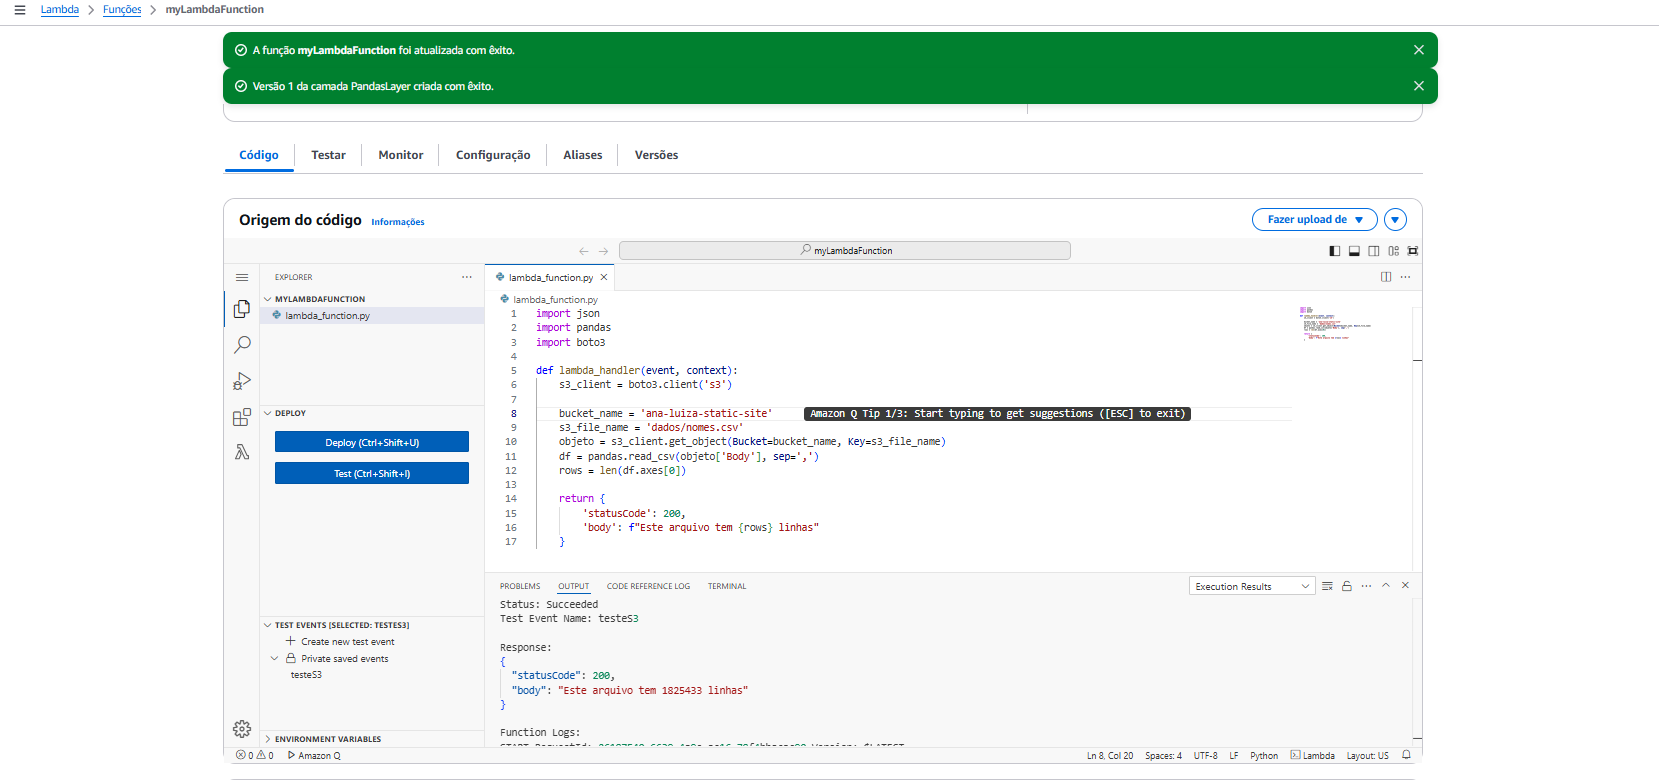 Lambda > Funções > myLambdaFunction
A função myLambdaFunction foi atualizada com êxito.
Versão 1 da camada PandasLayer criada com êxito.
Código Testar Monitor Configuração Aliases Versões
Origem do código Informações Fazer upload de
myLambdaFunction
EXPLORER
MYLAMBDAFUNCTION
lambda_function.py
DEPLOY
Deploy (Ctrl+Shift+U)
Test (Ctrl+Shift+I)
TEST EVENTS [SELECTED: TESTES3]
Create new test event
Private saved events
testeS3
ENVIRONMENT VARIABLES
lambda_function.py
lambda_function.py
1 import json
2 import pandas
3 import boto3
4
5 def lambda_handler(event, context):
6 s3_client = boto3.client('s3')
7
8 bucket_name = 'ana-luiza-static-site' Amazon Q Tip 1/3: Start typing to get suggestions ([ESC] to exit)
9 s3_file_name = 'dados/nomes.csv'
10 objeto = s3_client.get_object(Bucket=bucket_name, Key=s3_file_name)
11 df = pandas.read_csv(objeto['Body'], sep=',')
12 rows = len(df.axes[0])
13
14 return {
15 'statusCode': 200,
16 'body': f"Este arquivo tem {rows} linhas"
17 }
PROBLEMS OUTPUT CODE REFERENCE LOG TERMINAL Execution Results
Status: Succeeded
Test Event Name: testeS3
Response:
{
"statusCode": 200,
"body": "Este arquivo tem 1825433 linhas"
}
Function Logs:
0 0 Amazon Q Ln 8, Col 20 Spaces: 4 UTF-8 LF Python Lambda Layout: US